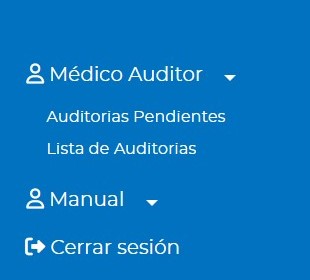 Médico Auditor
Auditorias Pendientes
Lista de Auditorias
Manual
Cerrar sesión